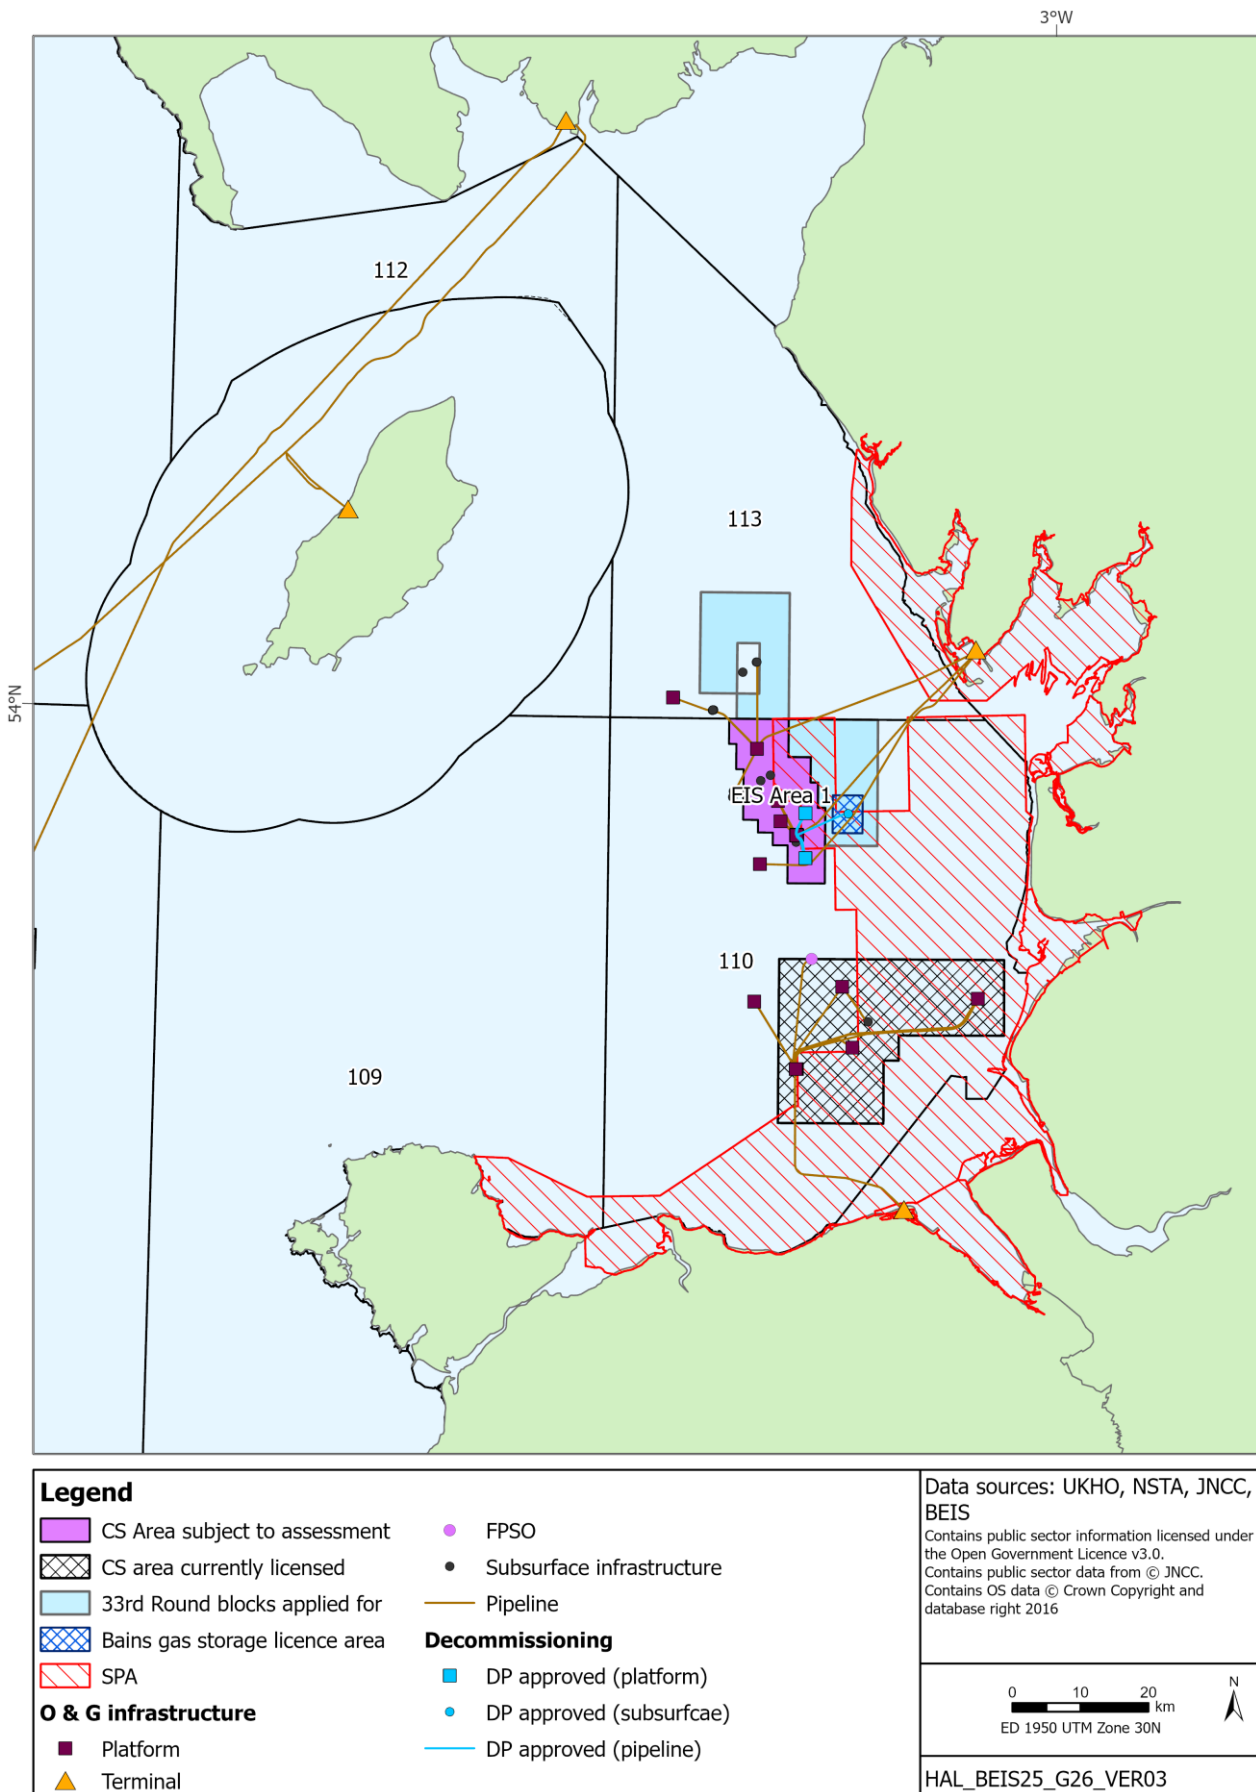 3°W
112
113
54°N
EIS Area 1
110
109
Legend
CS Area subject to assessment
CS area currently licensed
33rd Round blocks applied for
Bains gas storage licence area
SPA
O & G infrastructure
Platform
Terminal
FPSO
Subsurface infrastructure
Pipeline
Decommissioning
DP approved (platform)
DP approved (subsurfcae)
DP approved (pipeline)
Data sources: UKHO, NSTA, JNCC,
BEIS
Contains public sector information licensed under
the Open Government Licence v3.0.
Contains public sector data from © JNCC.
Contains OS data © Crown Copyright and
database right 2016
0 10 20
km
ED 1950 UTM Zone 30N
N
HAL_BEIS25_G26_VER03